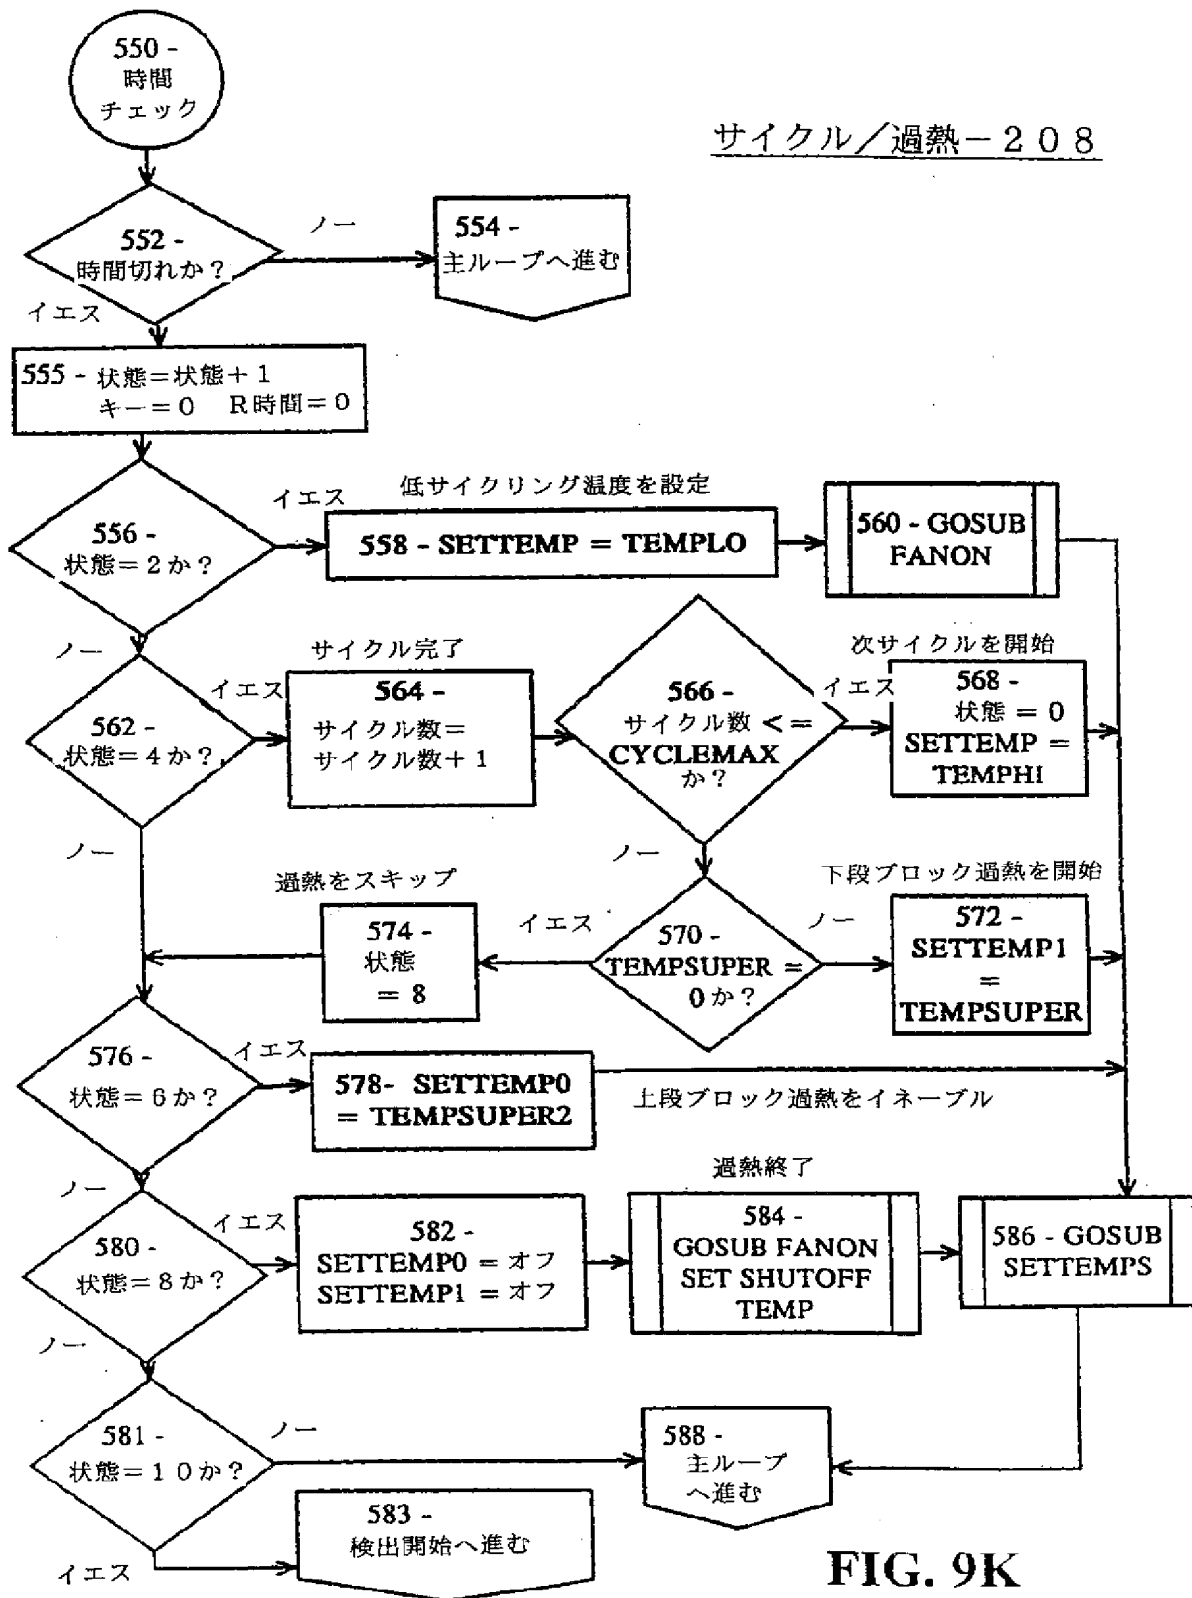 550 -
時間
チェック
サイクル／過熱－２０８
552 -
時間切れか？
ノー
554 -
主ループへ進む
イエス
555 - 状態＝状態＋１
キー＝０　Ｒ時間＝０
556 -
状態＝２か？
イエス
低サイクリング温度を設定
558 - SETTEMP = TEMPLO
560 - GOSUB
FANON
ノー
562 -
状態＝４か？
イエス
サイクル完了
564 -
サイクル数＝
サイクル数＋１
566 -
サイクル数 <=
CYCLEMAX
か？
イエス
次サイクルを開始
568 -
状態 = ０
SETTEMP =
TEMPHI
ノー
ノー
過熱をスキップ
574 -
状態
= 8
イエス
570 -
TEMPSUPER =
０か？
ノー
下段ブロック過熱を開始
572 -
SETTEMP1
=
TEMPSUPER
576 -
状態＝６か？
イエス
578- SETTEMP0
= TEMPSUPER2
上段ブロック過熱をイネーブル
ノー
580 -
状態＝８か？
イエス
582 -
SETTEMP0 = オフ
SETTEMP1 = オフ
過熱終了
584 -
GOSUB FANON
SET SHUTOFF
TEMP
586 - GOSUB
SETTEMPS
ノー
581 -
状態＝１０か？
ノー
588 -
主ループ
へ進む
イエス
583 -
検出開始へ進む
FIG. 9K